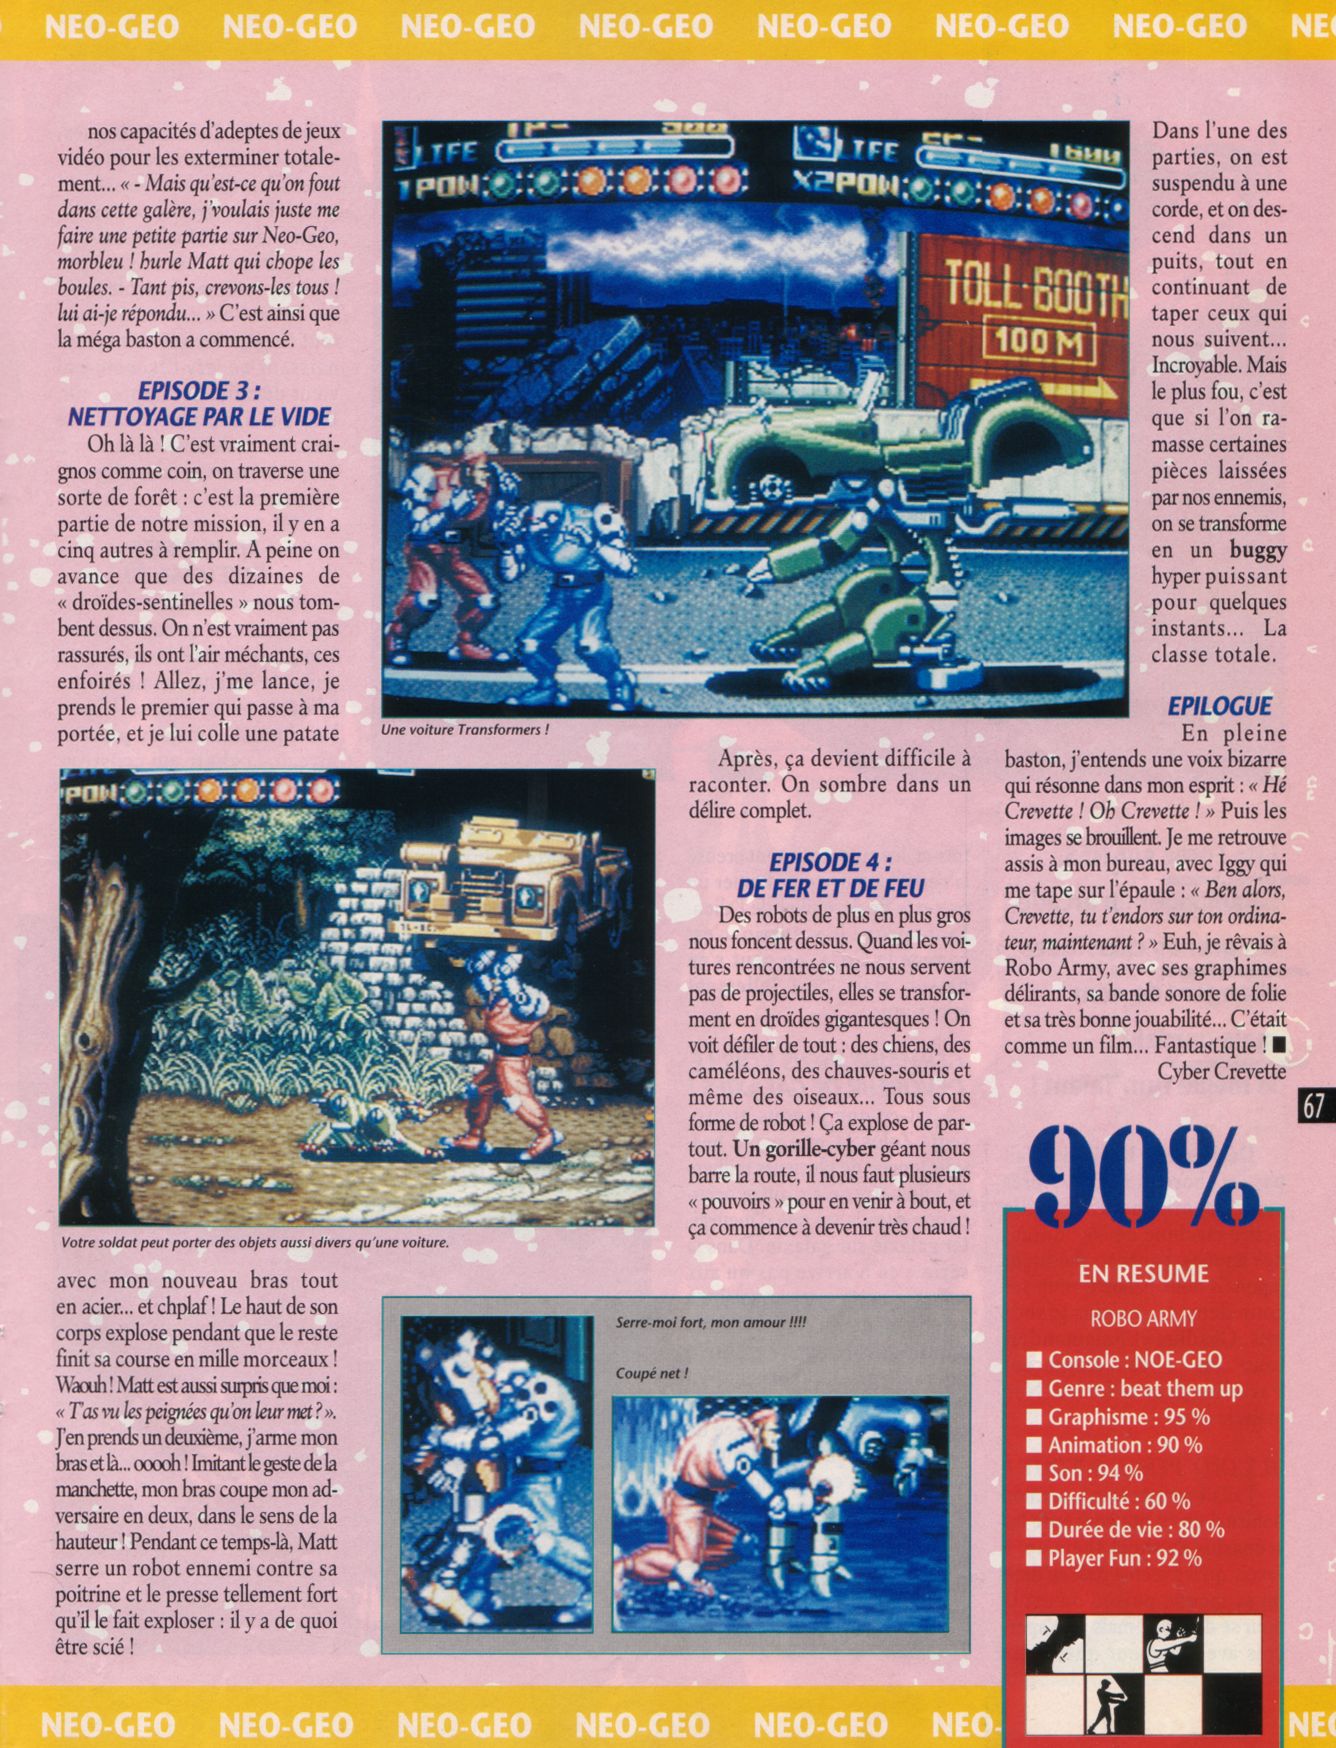 NEO-GEO NEO-GEO NEO-GEO NEO-GEO NEO-GEO NEO-GEO NEO-GEO NE
nos capacités d'adeptes de jeux
vidéo pour les exterminer totale-
ment... « - Mais qu'est-ce qu'on fout
dans cette galère, j'voulais juste me
faire une petite partie sur Neo-Geo,
morbleu ! hurle Matt qui chope les
boules. - Tant pis, crevons-les tous !
lui ai-je répondu... » C'est ainsi que
la méga baston a commencé.
EPISODE 3 :
NETTOYAGE PAR LE VIDE
Oh là là ! C'est vraiment crai-
gnos comme coin, on traverse une
sorte de forêt : c'est la première
partie de notre mission, il y en a
cinq autres à remplir. A peine on
avance que des dizaines de
« droïdes-sentinelles » nous tom-
bent dessus. On n'est vraiment pas
rassurés, ils ont l'air méchants, ces
enfoirés ! Allez, j'me lance, je
prends le premier qui passe à ma
portée, et je lui colle une patate
LIFE
1POW
LIFE
X2POW
TOLL-BOOTH
100M
Une voiture Transformers !
POW
Votre soldat peut porter des objets aussi divers qu'une voiture.
avec mon nouveau bras tout
en acier... et chplaf ! Le haut de son
corps explose pendant que le reste
finit sa course en mille morceaux !
Waouh ! Matt est aussi surpris que moi :
« T'as vu les peignées qu'on leur met ? ».
J'en prends un deuxième, j'arme mon
bras et là... ooooh ! Imitant le geste de la
manchette, mon bras coupe mon ad-
versaire en deux, dans le sens de la
hauteur ! Pendant ce temps-là, Matt
serre un robot ennemi contre sa
poitrine et le presse tellement fort
qu'il le fait exploser : il y a de quoi
être scié !
Après, ça devient difficile à
raconter. On sombre dans un
délire complet.
EPISODE 4 :
DE FER ET DE FEU
Des robots de plus en plus gros
nous foncent dessus. Quand les voi-
tures rencontrées ne nous servent
pas de projectiles, elles se transfor-
ment en droïdes gigantesques ! On
voit défiler de tout : des chiens, des
caméléons, des chauves-souris et
même des oiseaux... Tous sous
forme de robot ! Ça explose de par-
tout. Un gorille-cyber géant nous
barre la route, il nous faut plusieurs
« pouvoirs » pour en venir à bout, et
ça commence à devenir très chaud !
Serre-moi fort, mon amour !!!!
Coupé net !
Dans l'une des
parties, on est
suspendu à une
corde, et on des-
cend dans un
puits, tout en
continuant de
taper ceux qui
nous suivent...
Incroyable. Mais
le plus fou, c'est
que si l'on ra-
masse certaines
pièces laissées
par nos ennemis,
on se transforme
en un buggy
hyper puissant
pour quelques
instants... La
classe totale.
EPILOGUE
En pleine
baston, j'entends une voix bizarre
qui résonne dans mon esprit : « Hé
Crevette ! Oh Crevette ! » Puis les
images se brouillent. Je me retrouve
assis à mon bureau, avec Iggy qui
me tape sur l'épaule : « Ben alors,
Crevette, tu t'endors sur ton ordina-
teur, maintenant ? » Euh, je rêvais à
Robo Army, avec ses graphimes
délirants, sa bande sonore de folie
et sa très bonne jouabilité... C'était
comme un film... Fantastique ! ■
Cyber Crevette
67
90%
EN RESUME
ROBO ARMY
■ Console : NOE-GEO
■ Genre : beat them up
■ Graphisme : 95 %
■ Animation : 90 %
■ Son : 94 %
■ Difficulté : 60 %
■ Durée de vie : 80 %
■ Player Fun : 92 %
NEO-GEO NEO-GEO NEO-GEO NEO-GEO NEO-GEO NEO- NE